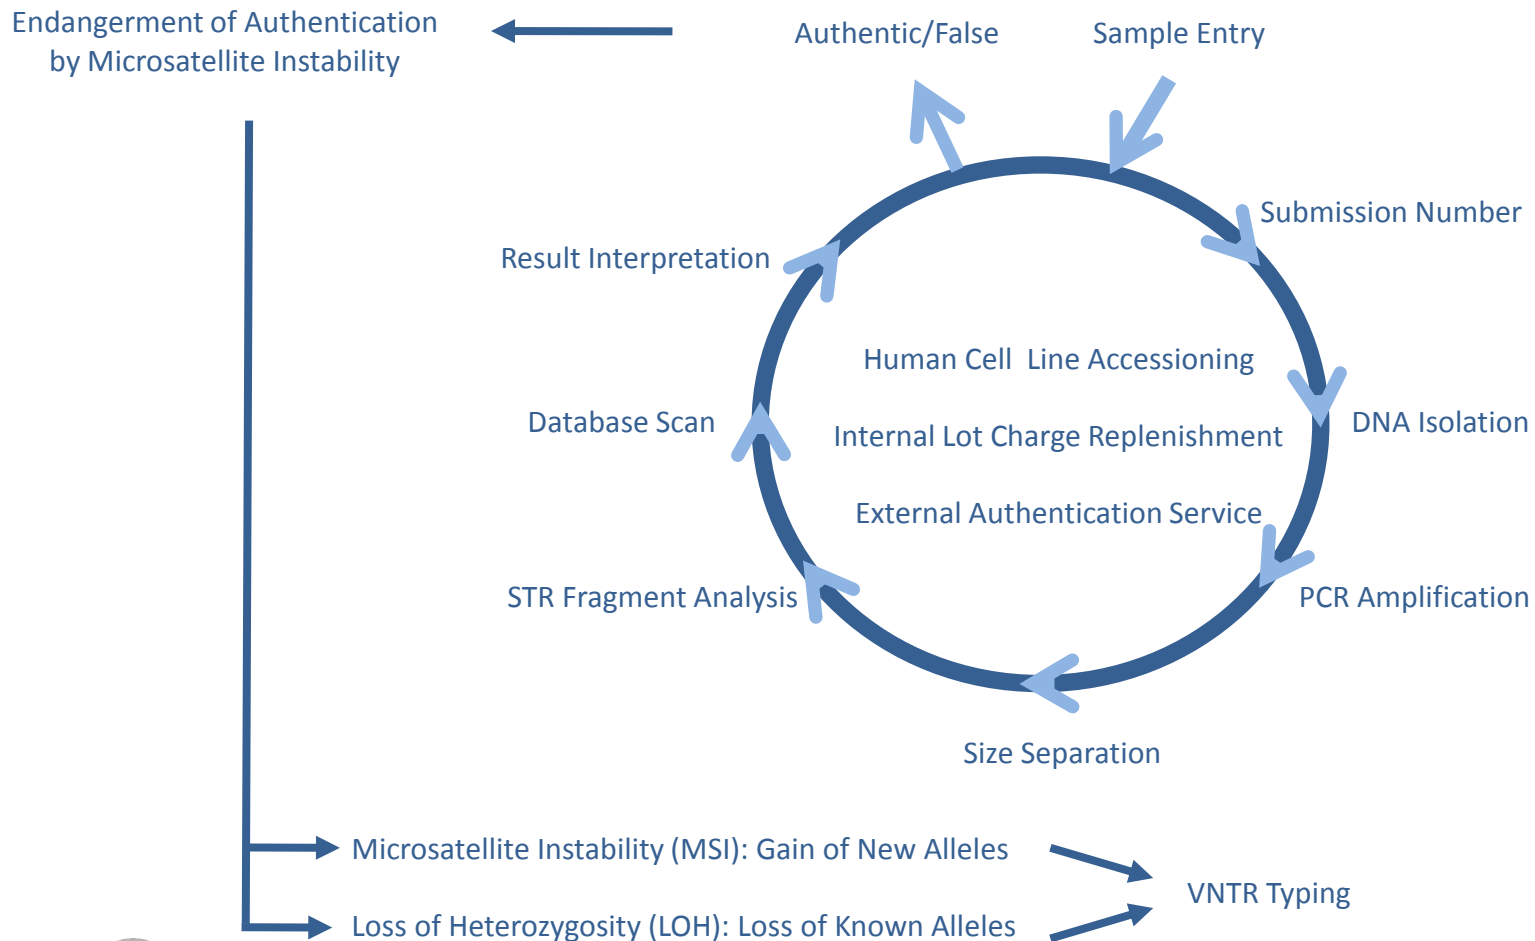 Endangerment of Authentication
by Microsatellite Instability
Authentic/False
Sample Entry
Submission Number
Result Interpretation
Human Cell Line Accessioning
Database Scan
Internal Lot Charge Replenishment
DNA Isolation
External Authentication Service
STR Fragment Analysis
PCR Amplification
Size Separation
Microsatellite Instability (MSI): Gain of New Alleles
VNTR Typing
Loss of Heterozygosity (LOH): Loss of Known Alleles